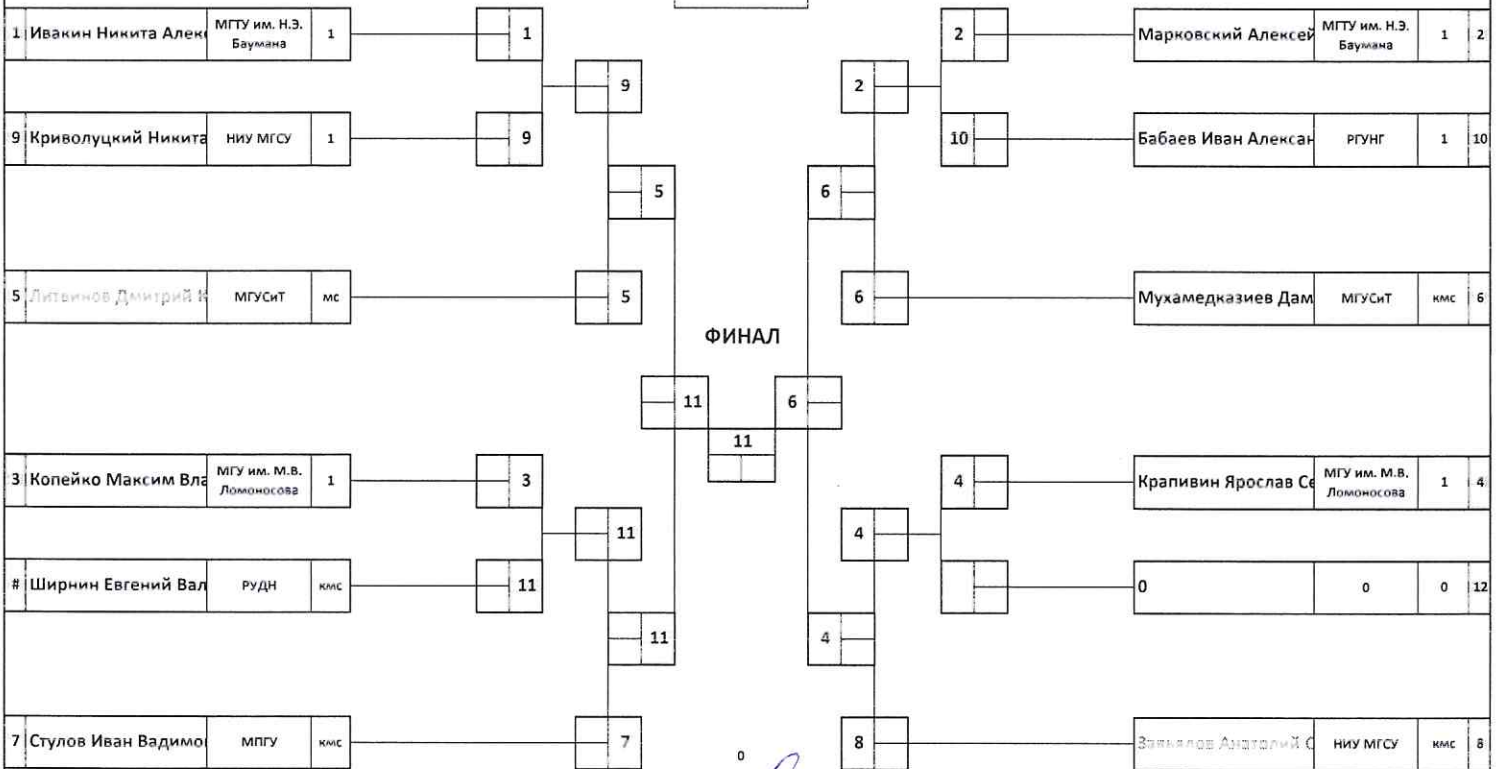 1 Ивакин Никита Алек МГТУ им. Н.Э. Баумана 1
1
2
Марковский Алексей МГТУ им. Н.Э. Баумана 1 2
9
2
9 Криволуцкий Никита НИУ МГСУ 1
9
10
Бабаев Иван Алексан РГУНГ 1 10
5
6
5 Литвинов Дмитрий МГУСиТ мс
5
6
Мухамедказиев Дам МГУСиТ кмс 6
ФИНАЛ
11
6
11
3 Копейко Максим Вла МГУ им. М.В. Ломоносова 1
3
4
Крапивин Ярослав Се МГУ им. М.В. Ломоносова 1 4
11
4
# Ширнин Евгений Вал РУДН кмс
11
0 0 0 12
11
4
7 Стулов Иван Вадимо МПГУ кмс
7
0
8
Завьялов Анатолий С НИУ МГСУ кмс 8